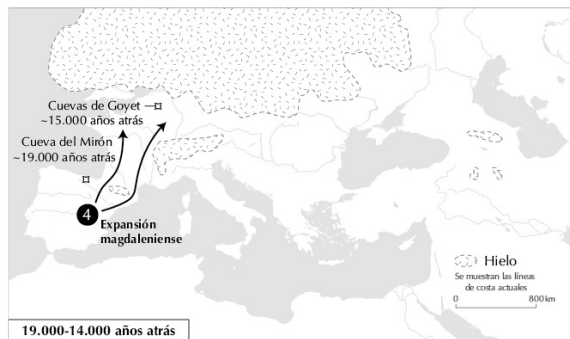 Cuevas de Goyet
~15.000 años atrás
Cueva del Mirón
~19.000 años atrás
4
Expansión
magdaleniense
Hielo
Se muestran las líneas
de costa actuales
0 800 km
19.000-14.000 años atrás